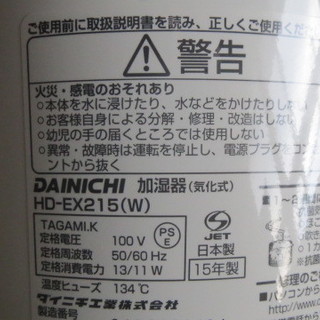 ご使用前に取扱説明書を読み、正しくご使用くだ
警告
火災・感電のおそれあり
○本体を水に浸けたり、水などをかけたりしない
○お客様自身による分解・修理・改造はしない
○幼児の手の届くところでは使用しない
○異常・故障時は運転を停止し、電源プラグをコンセ
ントから抜く
DAINICHI 加湿器(気化式)
HD-EX215(W)
TAGAMI.K
定格電圧 100 V
定格周波数 50/60 Hz
定格消費電力 13/11 W
温度ヒューズ 134℃
PS
E
JET
日本製
15年製
ダイニチ工業株式会社
製造番号